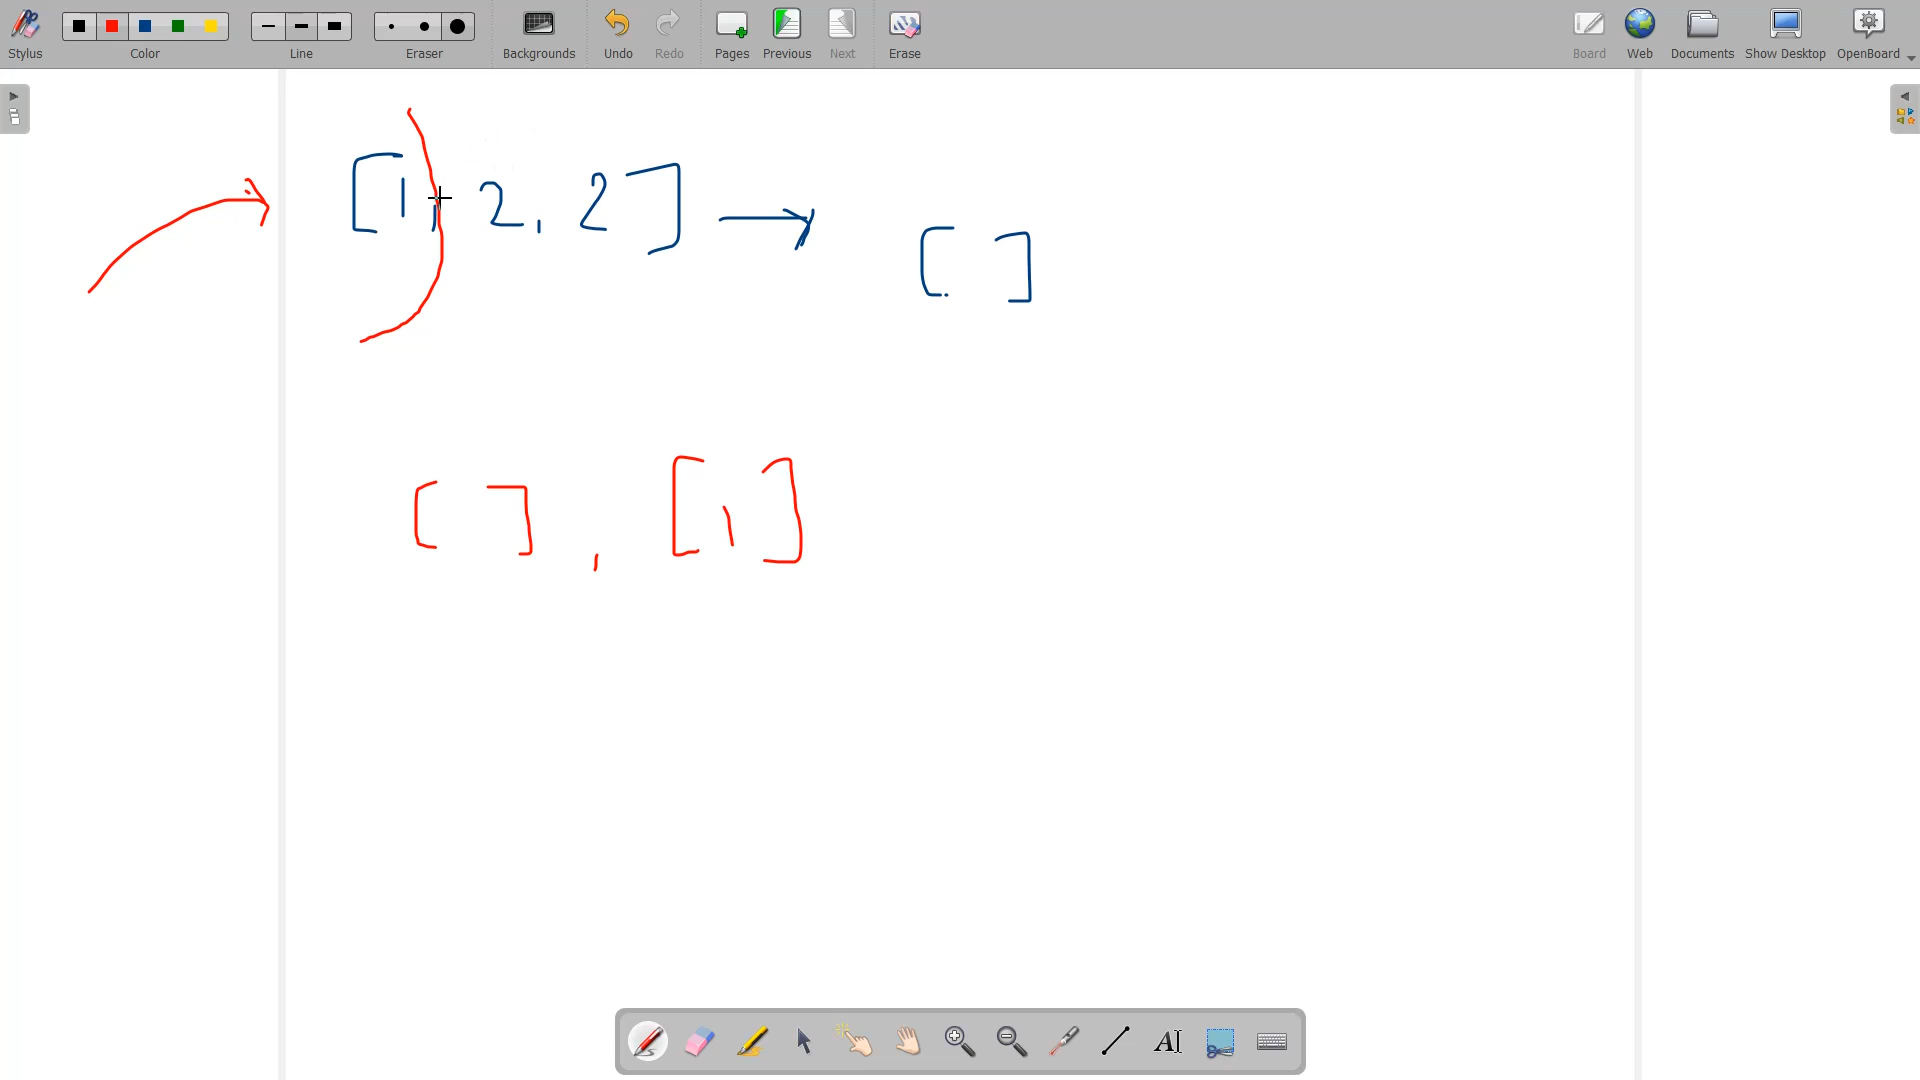 Stylus Color Line Eraser Backgrounds Undo Redo Pages Previous Next Erase Board Web Documents Show Desktop OpenBoard
[1, 2, 2] →
[ ]
[ ] , [1]
AI